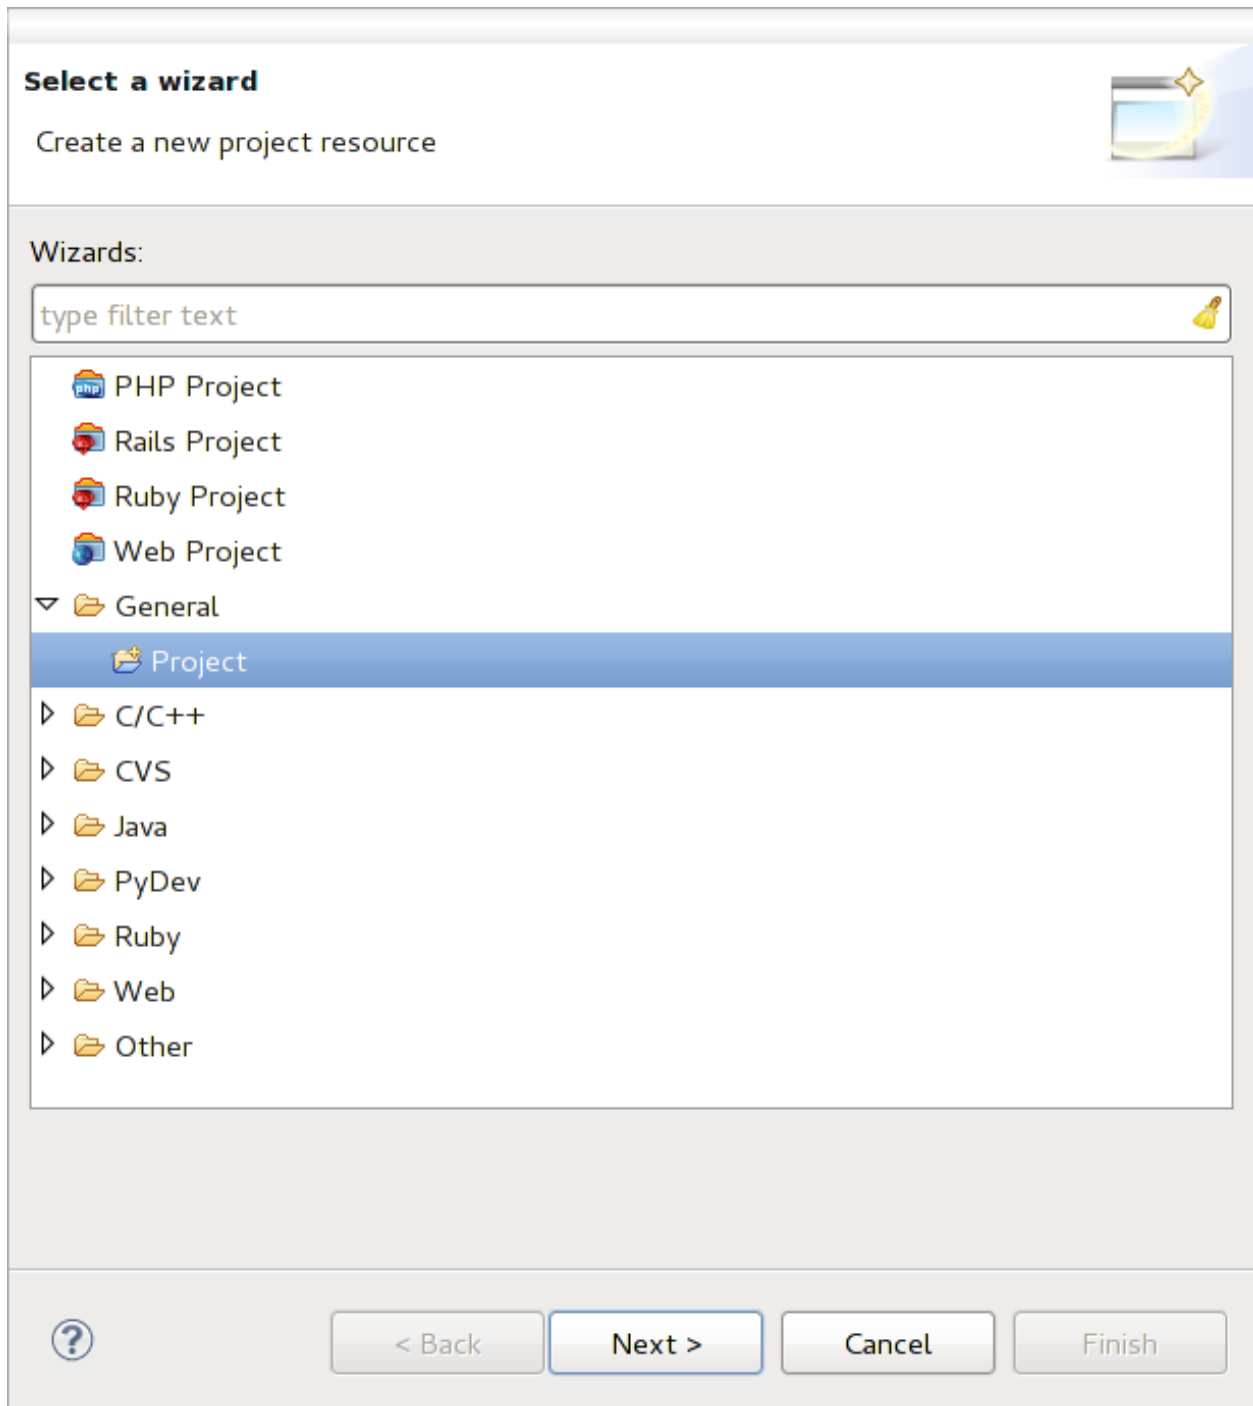 Select a wizard
Create a new project resource
Wizards:
type filter text
php PHP Project
Rails Project
Ruby Project
Web Project
General
Project
C/C++
CVS
Java
PyDev
Ruby
Web
Other
? < Back Next > Cancel Finish